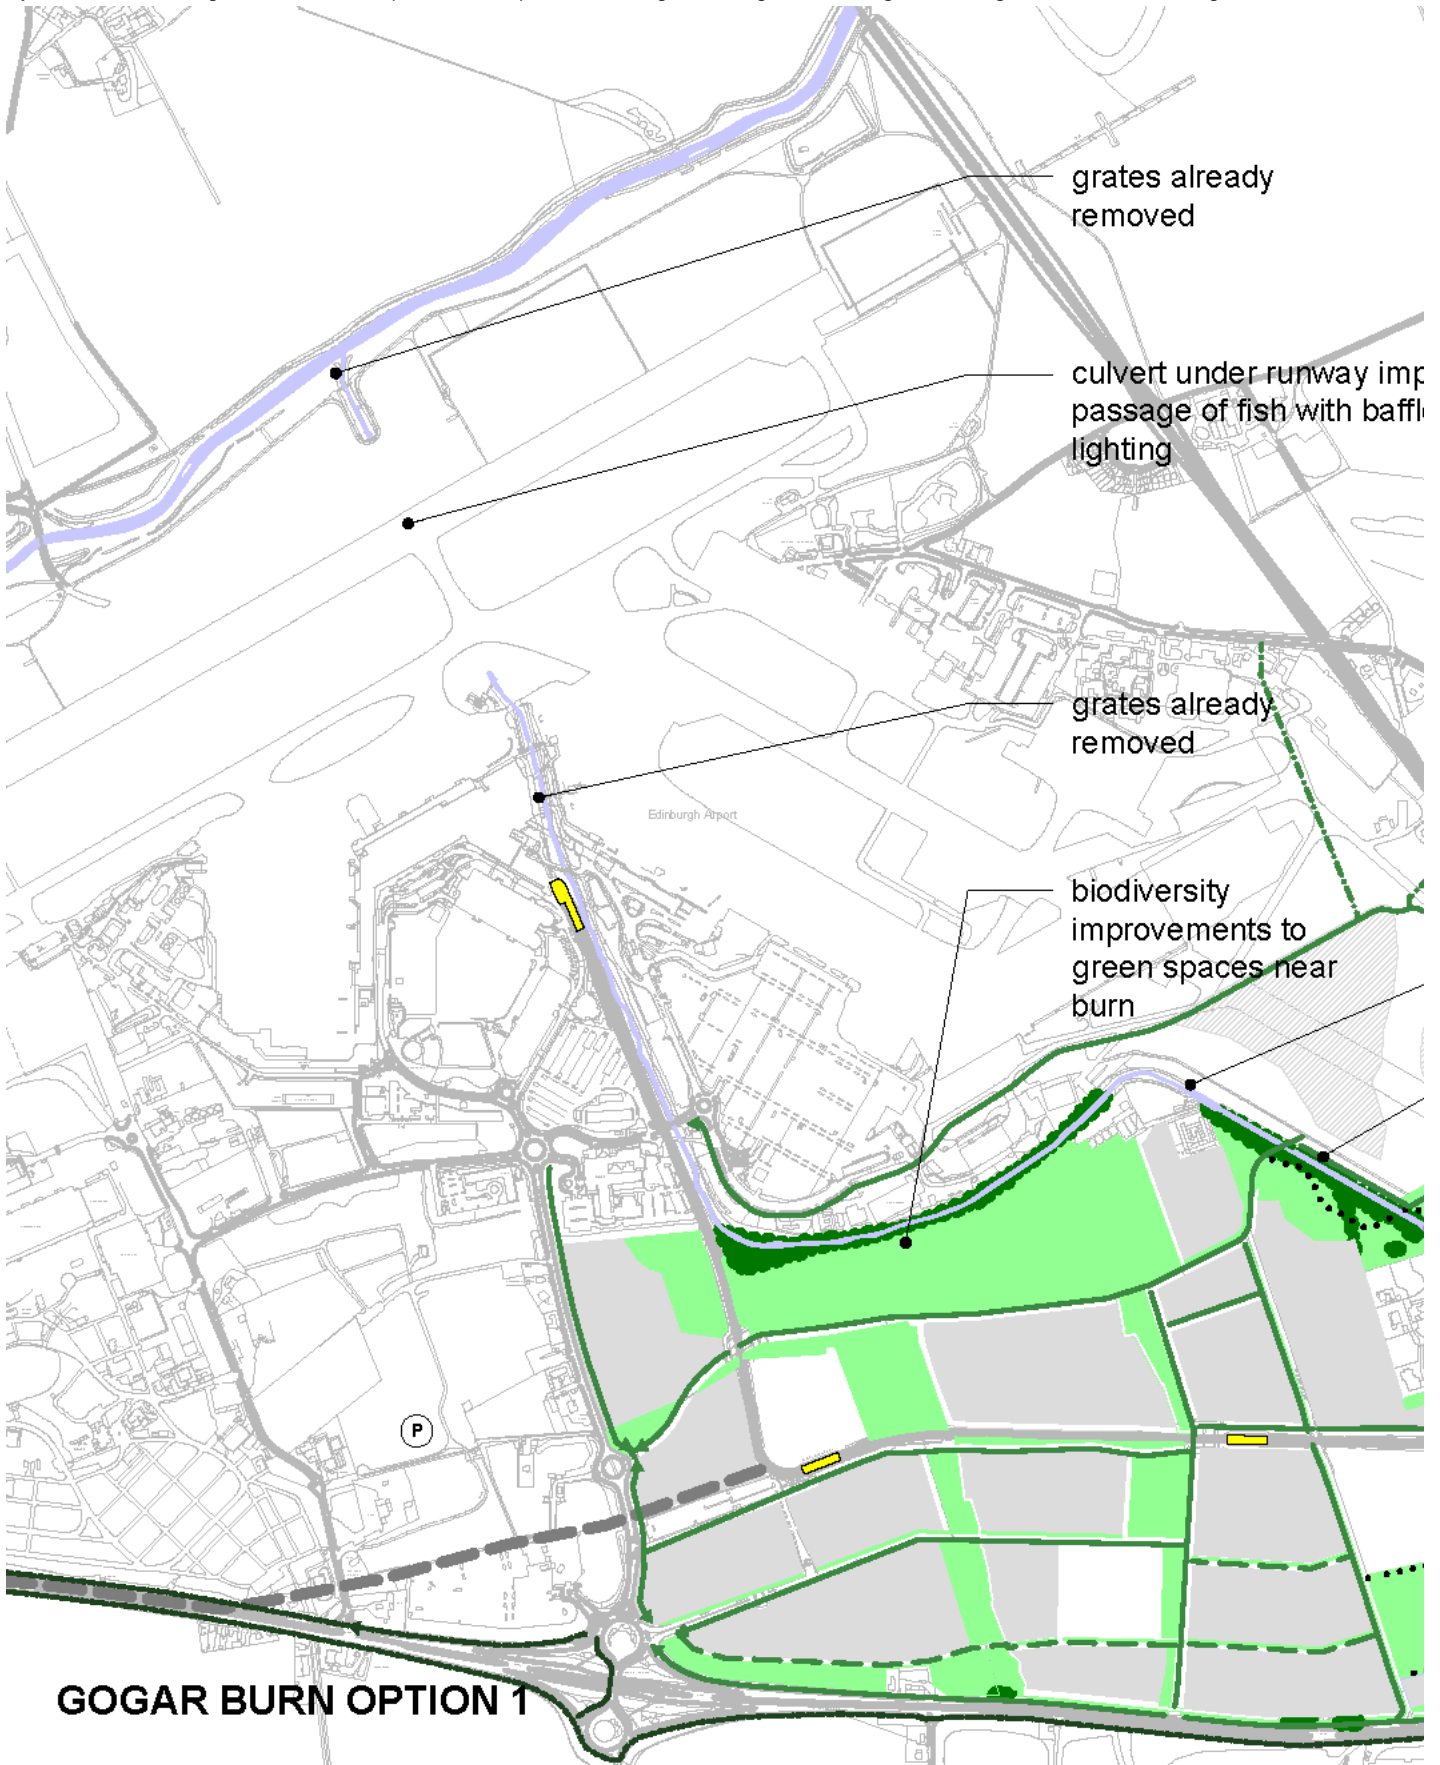 grates already
removed
culvert under runway imp
passage of fish with baffl
lighting
grates already
removed
Edinburgh Airport
biodiversity
improvements to
green spaces near
burn
P
GOGAR BURN OPTION 1